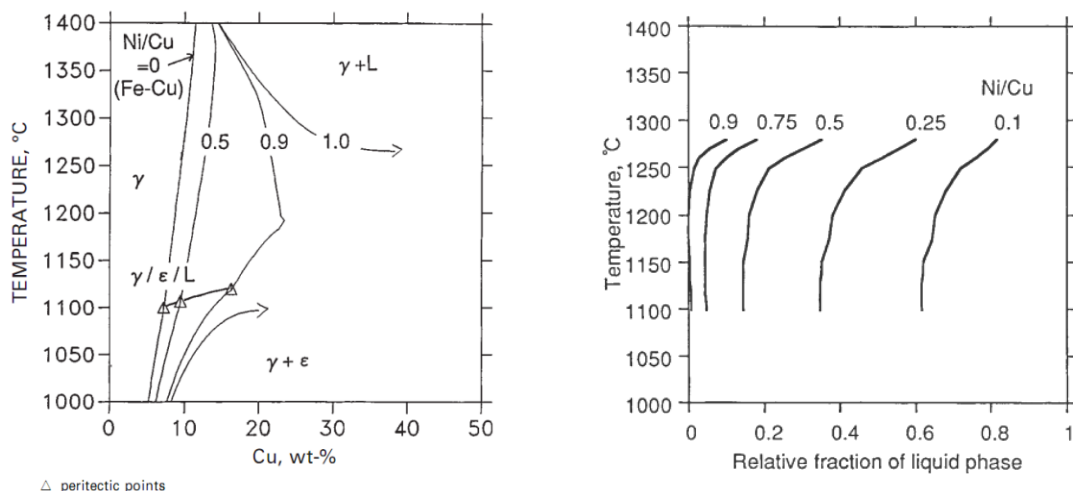 1400
1350
1300
1250
1200
1150
1100
1050
1000
TEMPERATURE, °C
Ni/Cu
=0
(Fe-Cu)
γ+L
0.5
0.9
1.0
γ
γ/ε/L
γ+ε
0 10 20 30 40 50
Cu, wt-%
△ peritectic points
1400
1350
1300
1250
1200
1150
1100
1050
1000
Temperature, °C
Ni/Cu
0.9 0.75 0.5 0.25 0.1
0 0.2 0.4 0.6 0.8 1
Relative fraction of liquid phase